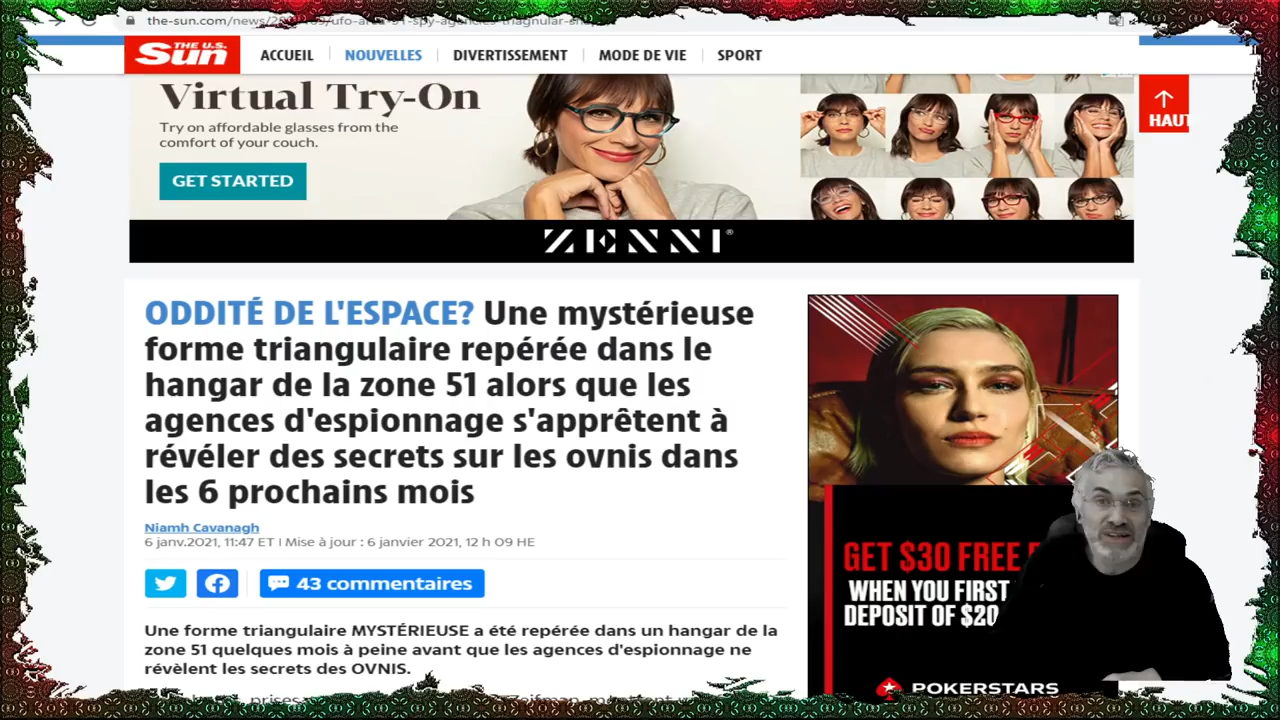 the-sun.com/news/
THE U.S. Sun
ACCUEIL NOUVELLES DIVERTISSEMENT MODE DE VIE SPORT
Virtual Try-On
Try on affordable glasses from the
comfort of your couch.
GET STARTED
HAUT
ZENNI®
ODDITÉ DE L'ESPACE? Une mystérieuse
forme triangulaire repérée dans le
hangar de la zone 51 alors que les
agences d'espionnage s'apprêtent à
révéler des secrets sur les ovnis dans
les 6 prochains mois
Niamh Cavanagh
6 janv.2021, 11:47 ET I Mise à jour : 6 janvier 2021, 12 h 09 HE
43 commentaires
Une forme triangulaire MYSTÉRIEUSE a été repérée dans un hangar de la
zone 51 quelques mois à peine avant que les agences d'espionnage ne
révèlent les secrets des OVNIS.
GET $30 FREE
WHEN YOU FIRST
DEPOSIT OF $20
POKERSTARS